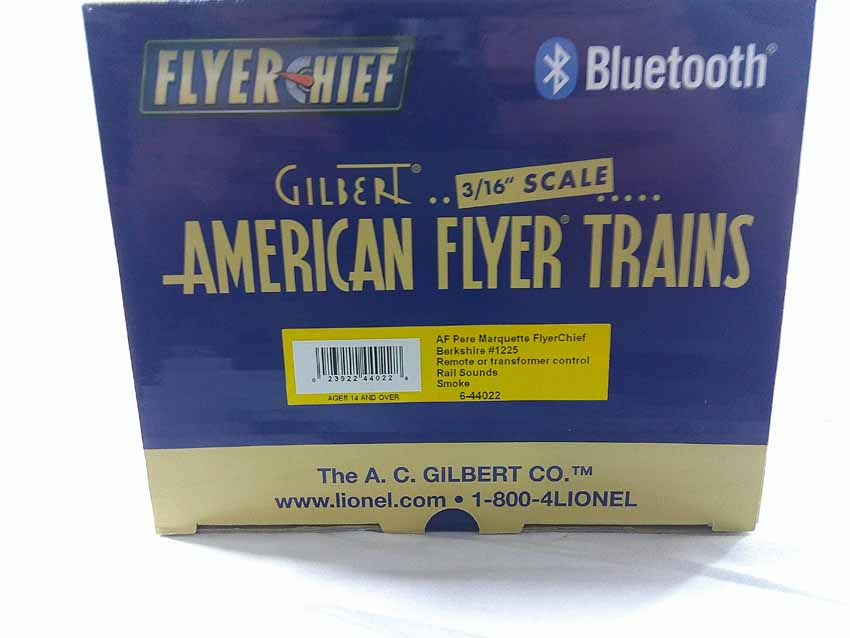 FLYERCHIEF
Bluetooth®
GILBERT® .. 3/16" SCALE .....
AMERICAN FLYER® TRAINS
AF Pere Marquette FlyerChief
Berkshire #1225
Remote or transformer control
Rail Sounds
Smoke
6-44022
0 23922 44022
AGES 14 AND OVER
The A. C. GILBERT CO.™
www.lionel.com • 1-800-4LIONEL